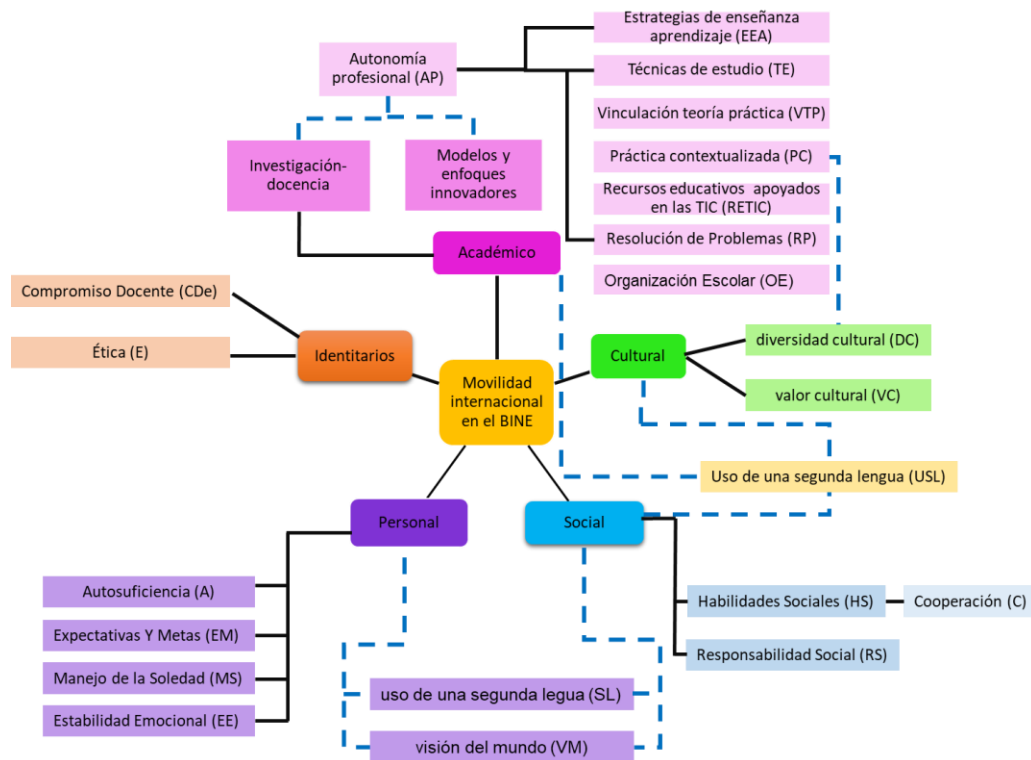 Estrategias de enseñanza
aprendizaje (EEA)
Autonomía
profesional (AP)
Técnicas de estudio (TE)
Vinculación teoría práctica (VTP)
Investigación-
docencia
Modelos y
enfoques
innovadores
Práctica contextualizada (PC)
Recursos educativos apoyados
en las TIC (RETIC)
Académico
Resolución de Problemas (RP)
Organización Escolar (OE)
Compromiso Docente (CDe)
Ética (E)
Identitarios
Movilidad
internacional
en el BINE
Cultural
diversidad cultural (DC)
valor cultural (VC)
Uso de una segunda lengua (USL)
Personal
Social
Autosuficiencia (A)
Expectativas Y Metas (EM)
Manejo de la Soledad (MS)
Estabilidad Emocional (EE)
Habilidades Sociales (HS)
Cooperación (C)
Responsabilidad Social (RS)
uso de una segunda legua (SL)
visión del mundo (VM)